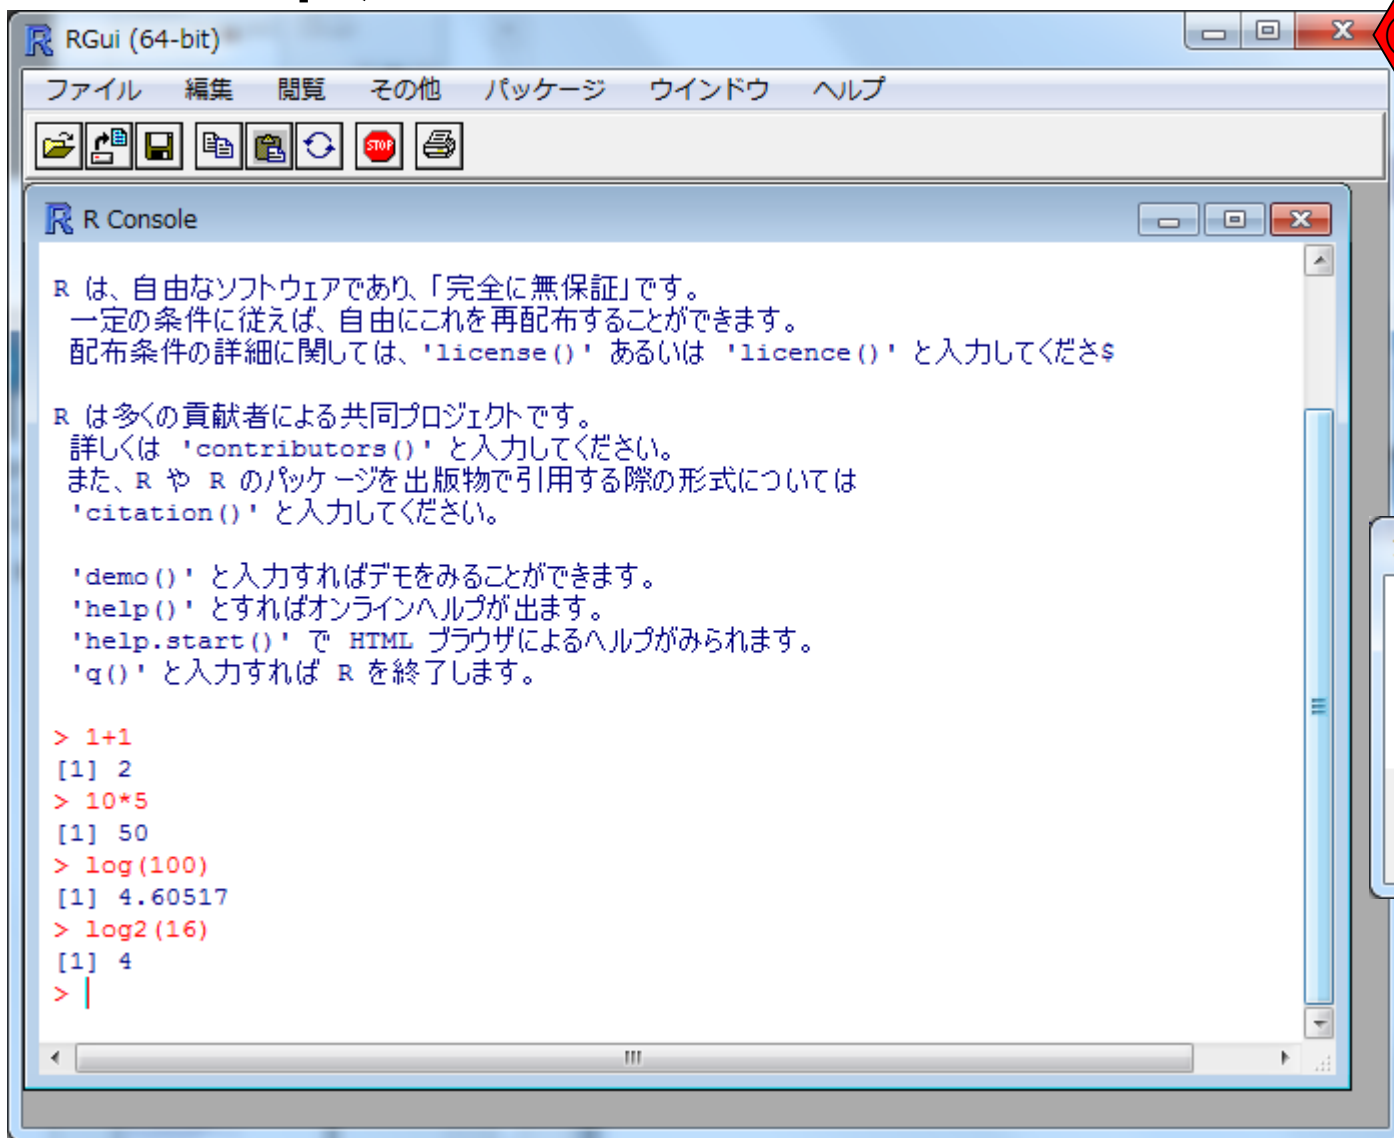 RGui (64-bit)
ファイル 編集 閲覧 その他 パッケージ ウインドウ ヘルプ
STOP
R Console
R は、自由なソフトウェアであり、「完全に無保証」です。
一定の条件に従えば、自由にこれを再配布することができます。
配布条件の詳細に関しては、'license()' あるいは 'licence()' と入力してくださ$
R は多くの貢献者による共同プロジェクトです。
詳しくは 'contributors()' と入力してください。
また、R や R のパッケージを出版物で引用する際の形式については
'citation()' と入力してください。
'demo()' と入力すればデモをみることができます。
'help()' とすればオンラインヘルプが出ます。
'help.start()' で HTML ブラウザによるヘルプがみられます。
'q()' と入力すれば R を終了します。
> 1+1
[1] 2
> 10*5
[1] 50
> log(100)
[1] 4.60517
> log2(16)
[1] 4
>